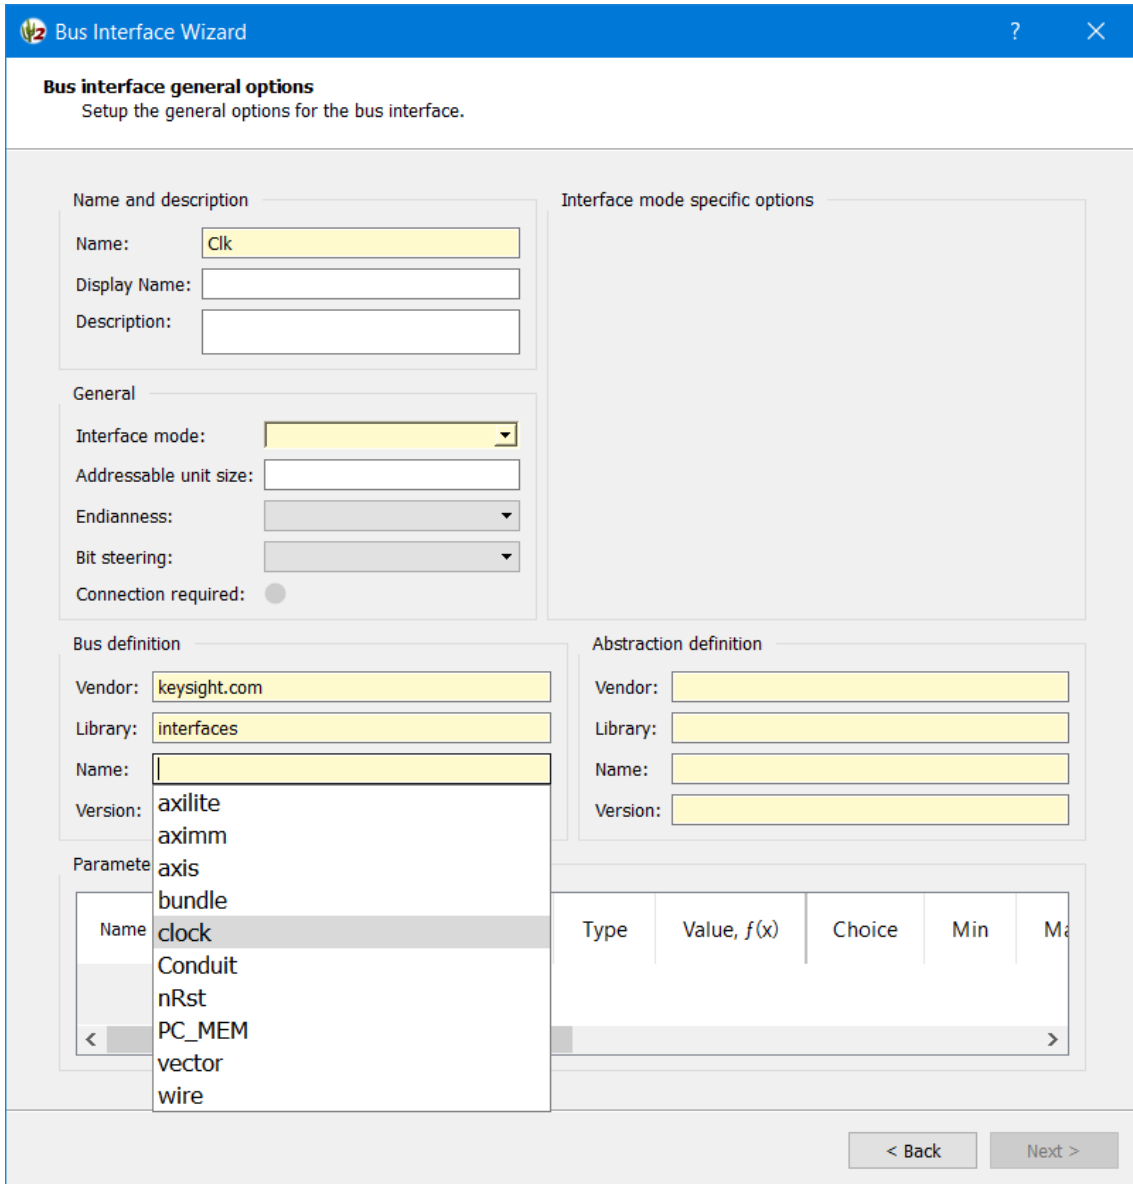 Bus Interface Wizard
?
Bus interface general options
Setup the general options for the bus interface.
Name and description
Name:
Clk
Display Name:
Description:
Interface mode specific options
General
Interface mode:
Addressable unit size:
Endianness:
Bit steering:
Connection required:
Bus definition
Vendor:
keysight.com
Library:
interfaces
Name:
Version:
axilite
aximm
axis
bundle
clock
Conduit
nRst
PC_MEM
vector
wire
Abstraction definition
Vendor:
Library:
Name:
Version:
Paramete
Name
Type
Value, ƒ(x)
Choice
Min
Ma
< Back
Next >